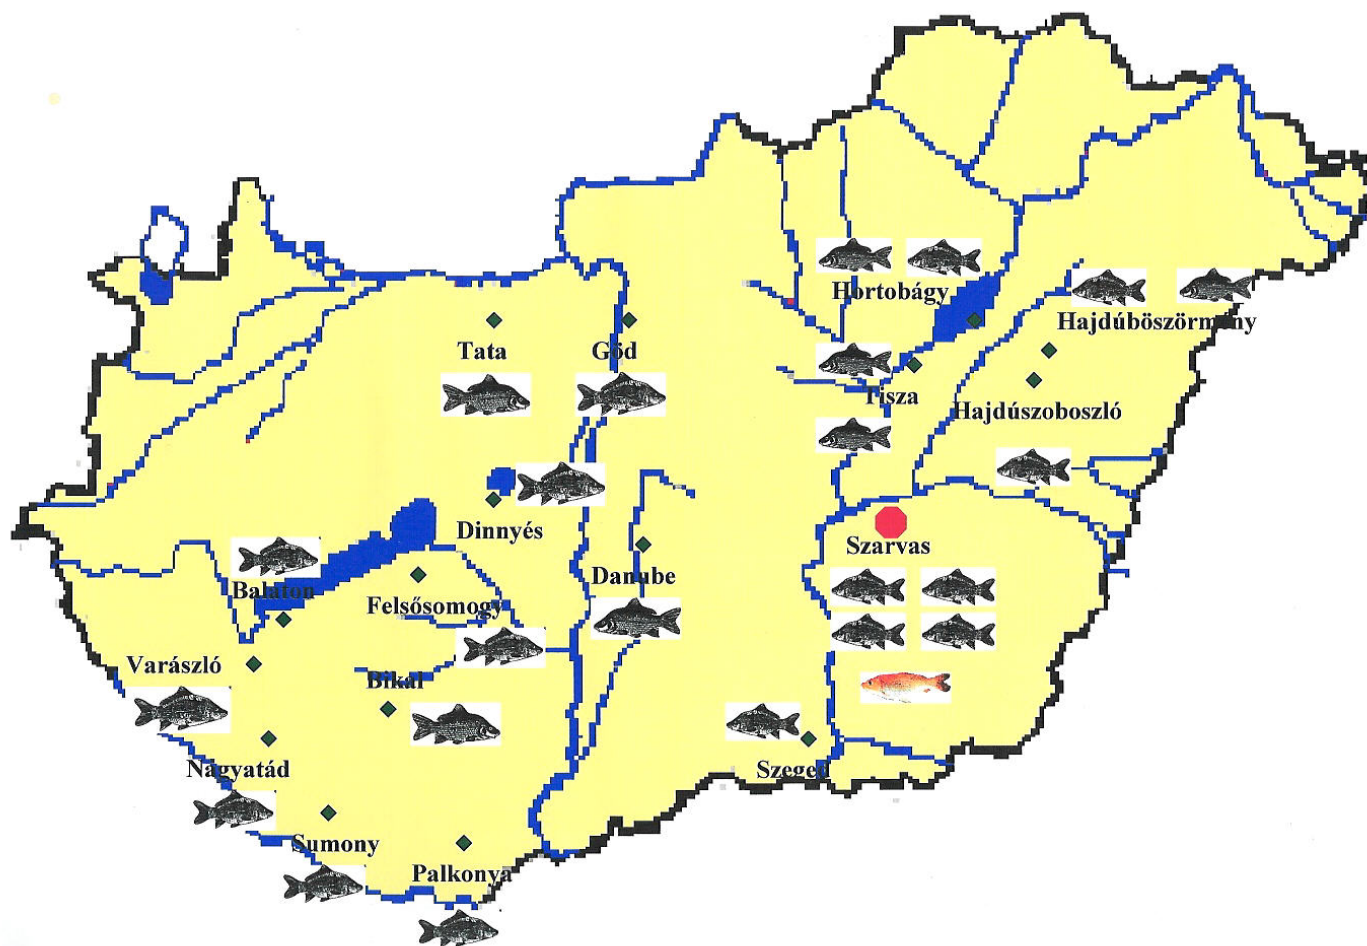 Hortobágy
Hajdúböszörmény
Tata
Göd
Tisza
Hajdúszoboszló
Dinnyés
Szarvas
Balaton
Felsősomogy
Danube
Varászló
Bikal
Nagyatád
Szeged
Sumony
Palkonya